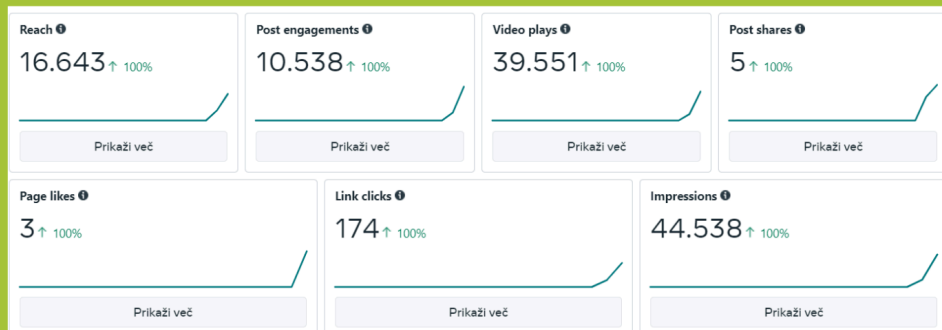 Reach Post engagements Video plays Post shares
16.643 ↑ 100% 10.538 ↑ 100% 39.551 ↑ 100% 5 ↑ 100%
Prikaži več Prikaži več Prikaži več Prikaži več
Page likes Link clicks Impressions
3 ↑ 100% 174 ↑ 100% 44.538 ↑ 100%
Prikaži več Prikaži več Prikaži več